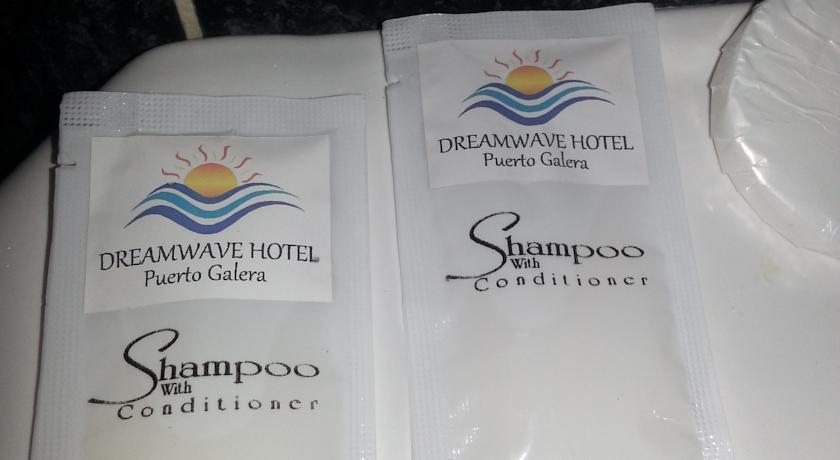 DREAMWAVE HOTEL
Puerto Galera
Shampoo
With
Conditioner
DREAMWAVE HOTEL
Puerto Galera
Shampoo
With
Conditioner